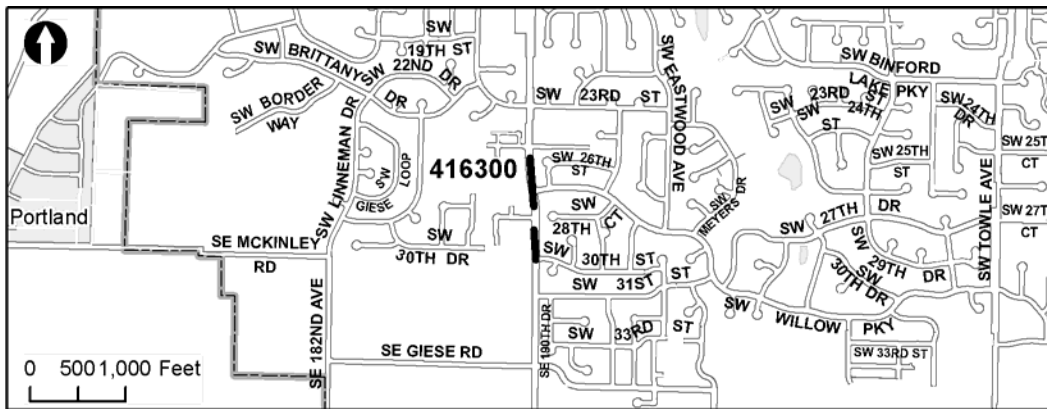 SW 19TH ST
SW BRITTANY DR
SW 22ND DR
SW BORDER WAY
SW LINNEMAN DR
SW GIESE LOOP
416300
SW 23RD ST
SW EASTWOOD AVE
SW 26TH ST
SW 28TH CT
SW MEYERS DR
SW BINFORD LAKE PKY
SW 23RD ST
SW 24TH ST
SW 24TH DR
SW 25TH ST
SW 25TH CT
SW 27TH DR
SW 27TH CT
SW TOWLE AVE
SW 29TH DR
SW 30TH DR
Portland
SE MCKINLEY RD
SW 30TH DR
SW 30TH ST
SW 31ST ST
SW WILLOW PKY
SW 33RD ST
SW 33RD ST
SE 182ND AVE
SE GIESE RD
SE 190TH DR
0 500 1,000 Feet